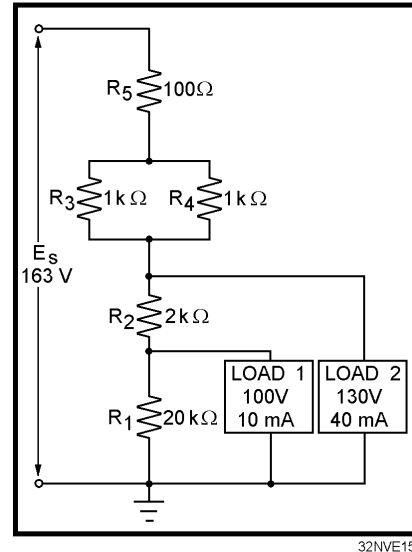 R5 100Ω
R3 1kΩ R4 1kΩ
Es
163 V
R2 2kΩ
LOAD 1
100V
10 mA
LOAD 2
130V
40 mA
R1 20kΩ
32NVE15